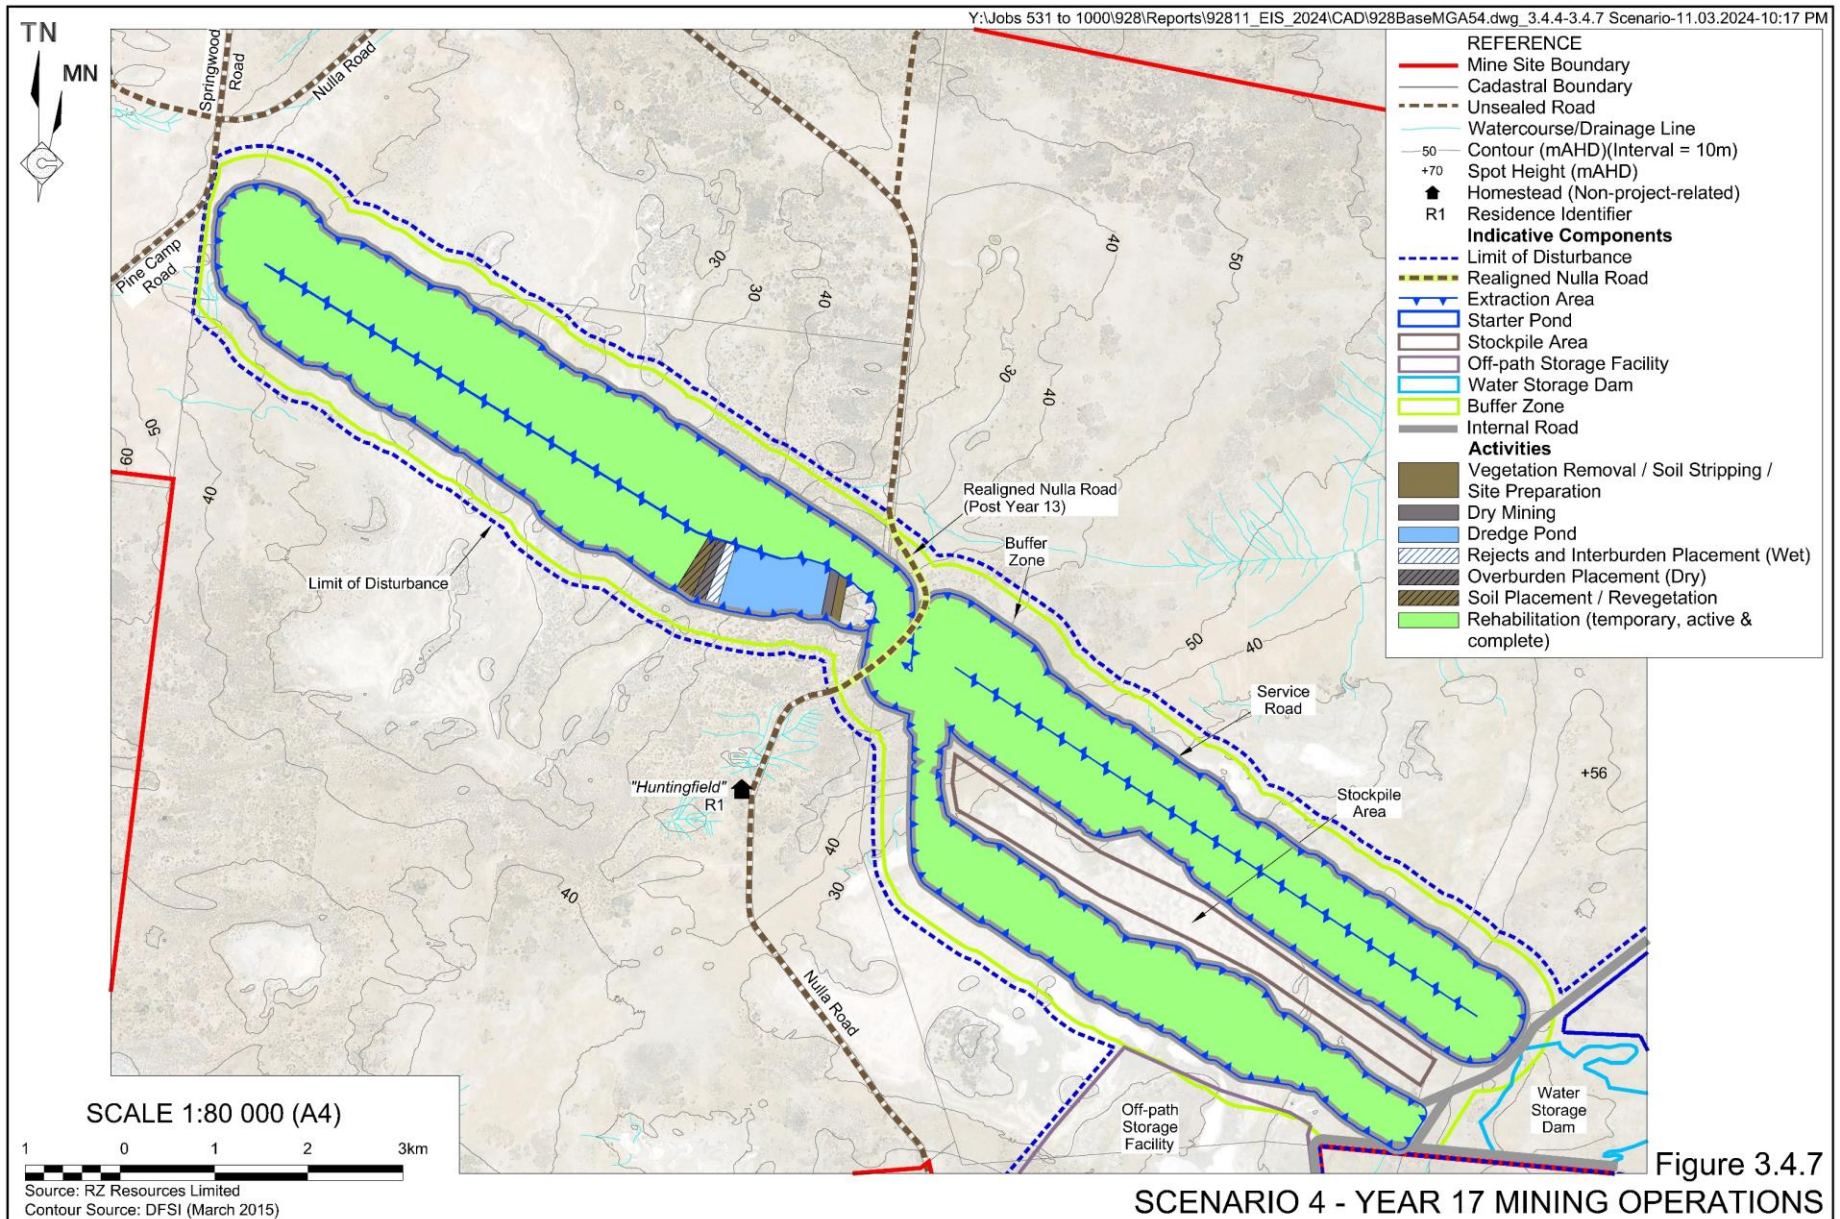 Y:\Jobs 531 to 1000\928\Reports\92811_EIS_2024\CAD\928BaseMGA54.dwg_3.4.4-3.4.7 Scenario-11.03.2024-10:17 PM
TN
MN
Springwood
Road
Nulla Road
Pine Camp
Road
REFERENCE
Mine Site Boundary
Cadastral Boundary
Unsealed Road
Watercourse/Drainage Line
50 Contour (mAHD)(Interval = 10m)
+70 Spot Height (mAHD)
Homestead (Non-project-related)
R1 Residence Identifier
Indicative Components
Limit of Disturbance
Realigned Nulla Road
Extraction Area
Starter Pond
Stockpile Area
Off-path Storage Facility
Water Storage Dam
Buffer Zone
Internal Road
Activities
Vegetation Removal / Soil Stripping /
Site Preparation
Dry Mining
Dredge Pond
Rejects and Interburden Placement (Wet)
Overburden Placement (Dry)
Soil Placement / Revegetation
Rehabilitation (temporary, active &
complete)
30
30
40
40
50
30
40
50
60
40
Realigned Nulla Road
(Post Year 13)
Buffer
Zone
Limit of Disturbance
50
40
Service
Road
+56
"Huntingfield"
R1
Stockpile
Area
40
30
40
Nulla Road
Off-path
Storage
Facility
Water
Storage
Dam
SCALE 1:80 000 (A4)
1 0 1 2 3km
Source: RZ Resources Limited
Contour Source: DFSI (March 2015)
Figure 3.4.7
SCENARIO 4 - YEAR 17 MINING OPERATIONS